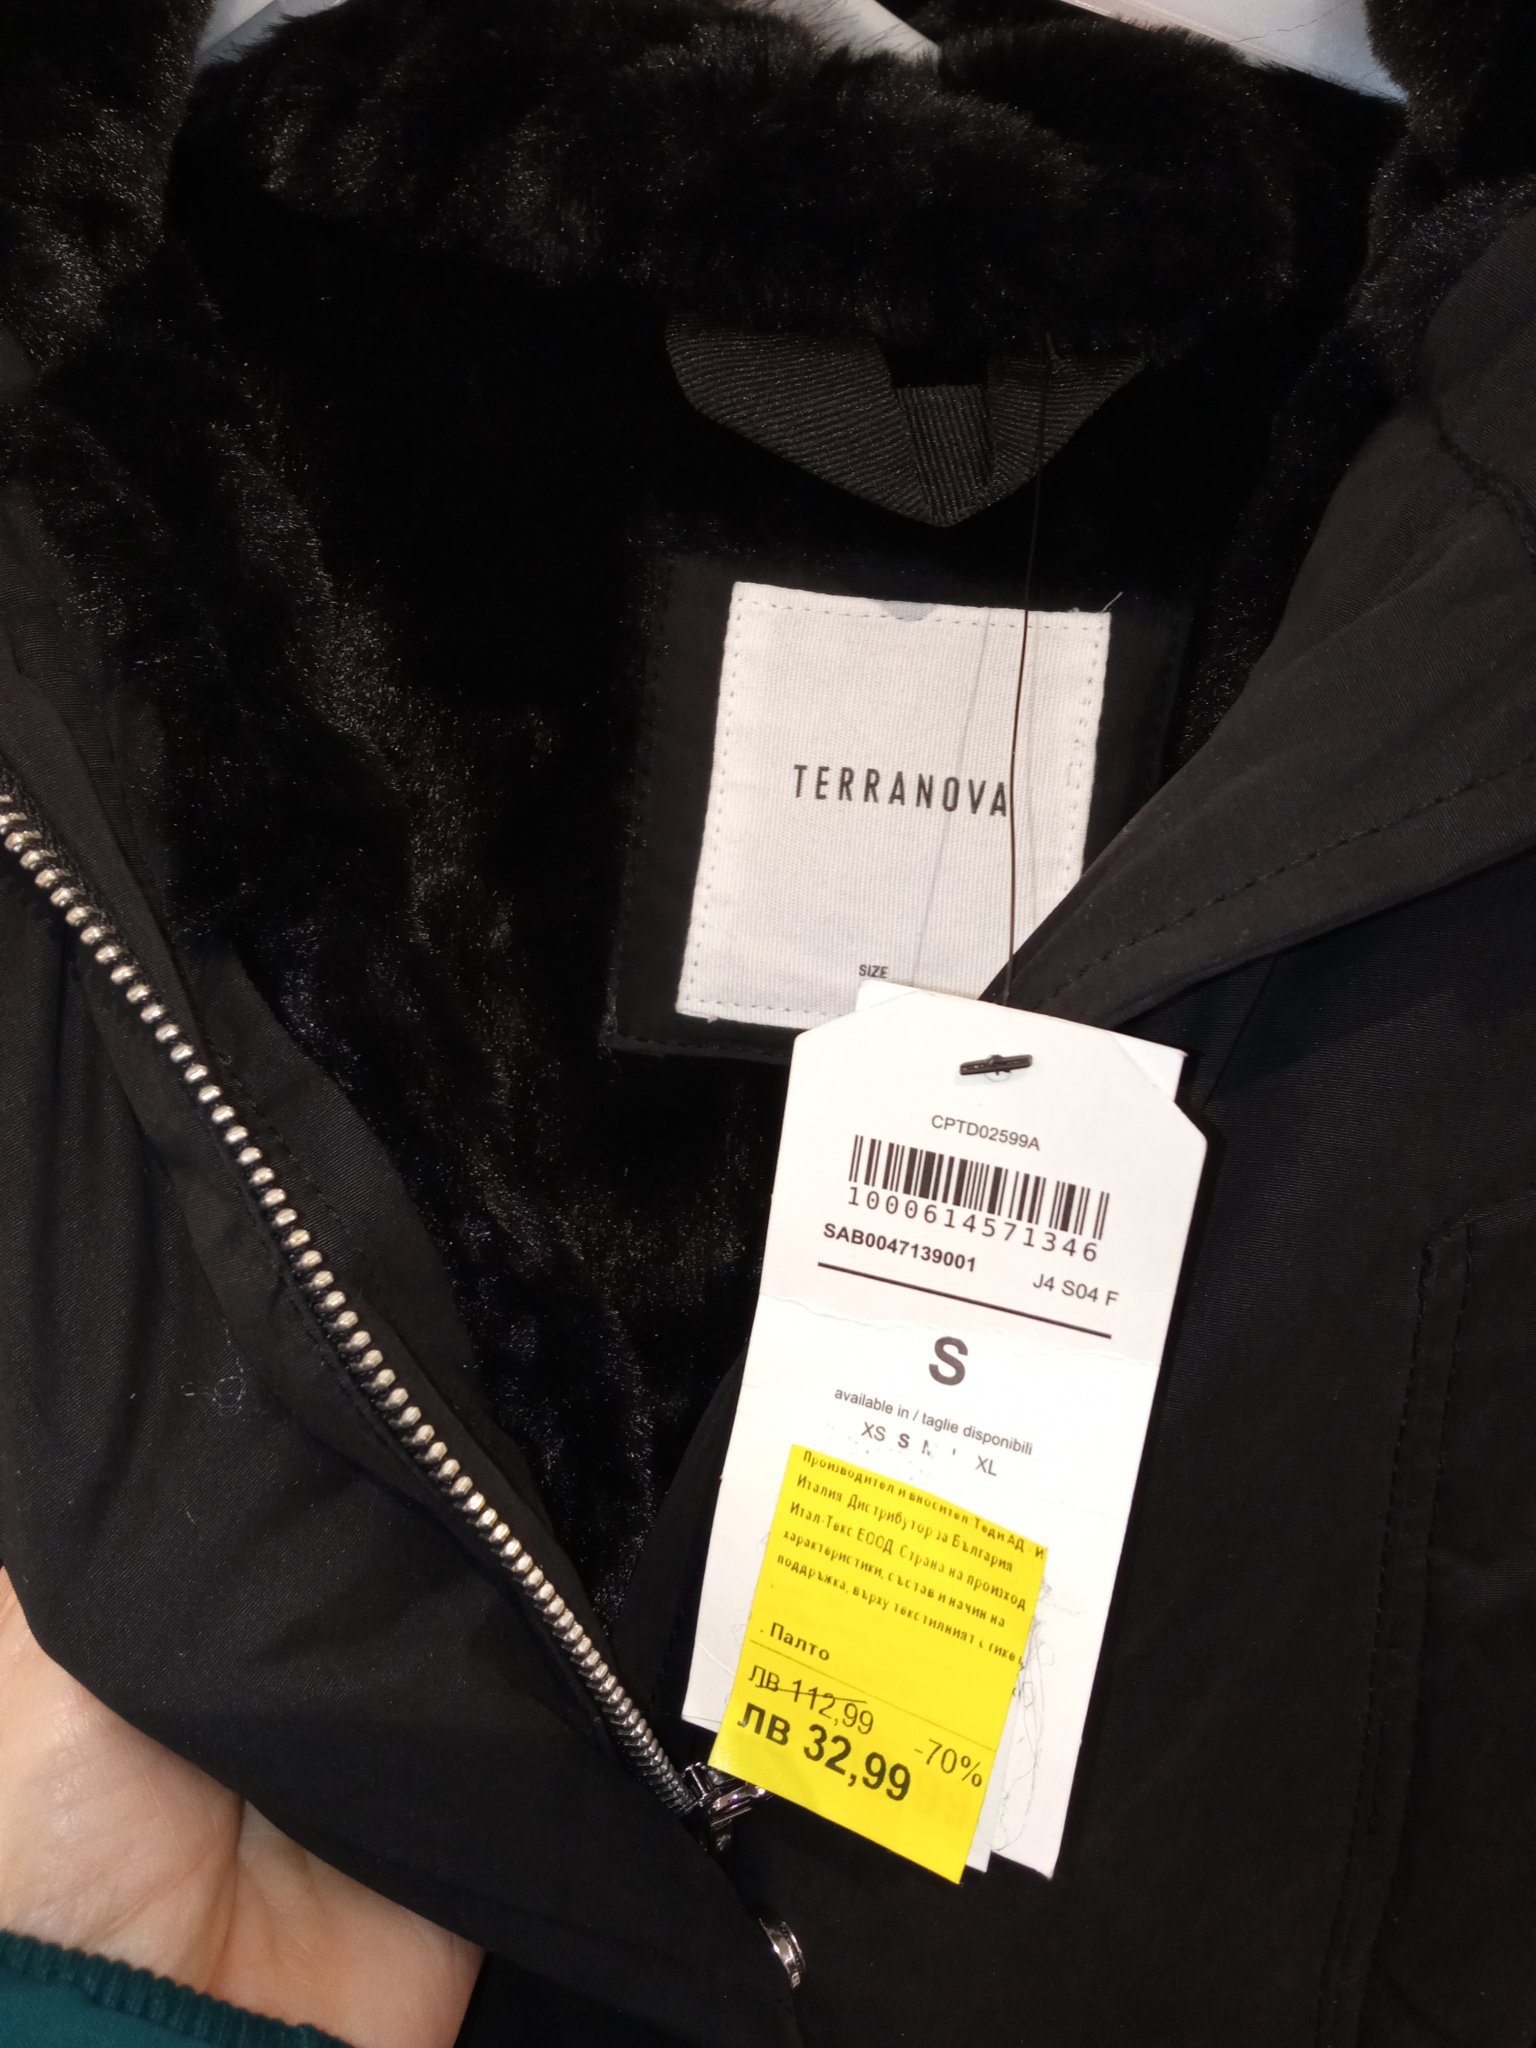 TERRANOVA
SIZE
CPTD02599A
1000614571346
SAB0047139001
J4 S04 F
S
available in / taglie disponibili
XS S M XL
Производител и вносител Теди АД - И
Италия Дистрибутор за България
Итал-Текс ЕООД Страна на произход
характеристики, състав и начин на
поддръжка, върху текстилният етикет
. Палто
ЛВ 112,99
-70%
ЛВ 32,99